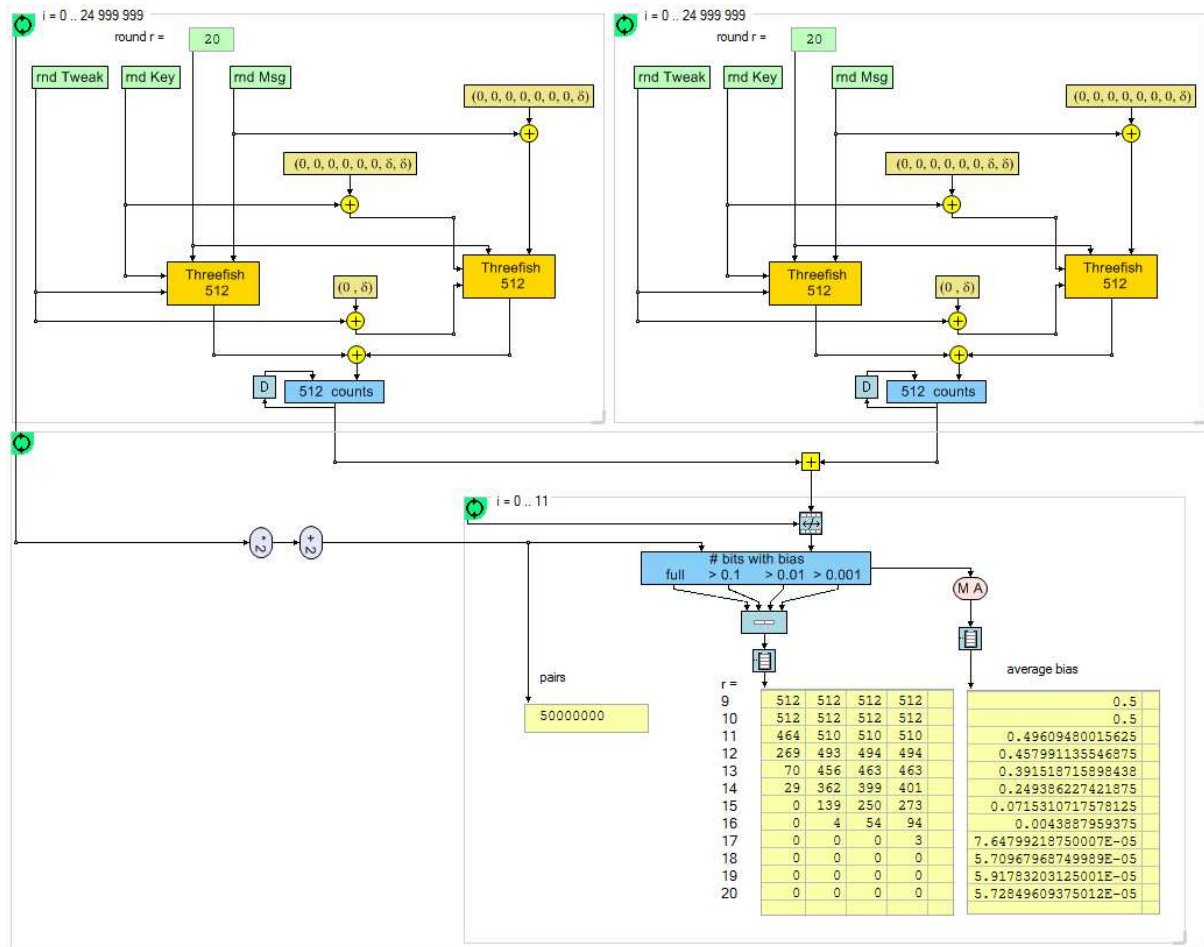 i = 0 .. 24 999 999
round r =
20
rnd Tweak
rnd Key
rnd Msg
(0, 0, 0, 0, 0, 0, 0, δ)
(0, 0, 0, 0, 0, 0, δ, δ)
Threefish
512
Threefish
512
(0 , δ)
D
512 counts
i = 0 .. 24 999 999
round r =
20
rnd Tweak
rnd Key
rnd Msg
(0, 0, 0, 0, 0, 0, 0, δ)
(0, 0, 0, 0, 0, 0, δ, δ)
Threefish
512
Threefish
512
(0 , δ)
D
512 counts
i = 0 .. 11
* 2
+ 2
# bits with bias
full > 0.1 > 0.01 > 0.001
M A
pairs
50000000
average bias
r =
9 512 512 512 512 0.5
10 512 512 512 512 0.5
11 464 510 510 510 0.49609480015625
12 269 493 494 494 0.457991135546875
13 70 456 463 463 0.391518715898438
14 29 362 399 401 0.249386227421875
15 0 139 250 273 0.0715310717578125
16 0 4 54 94 0.0043887959375
17 0 0 0 3 7.64799218750007E-05
18 0 0 0 0 5.70967968749989E-05
19 0 0 0 0 5.91783203125001E-05
20 0 0 0 0 5.72849609375012E-05